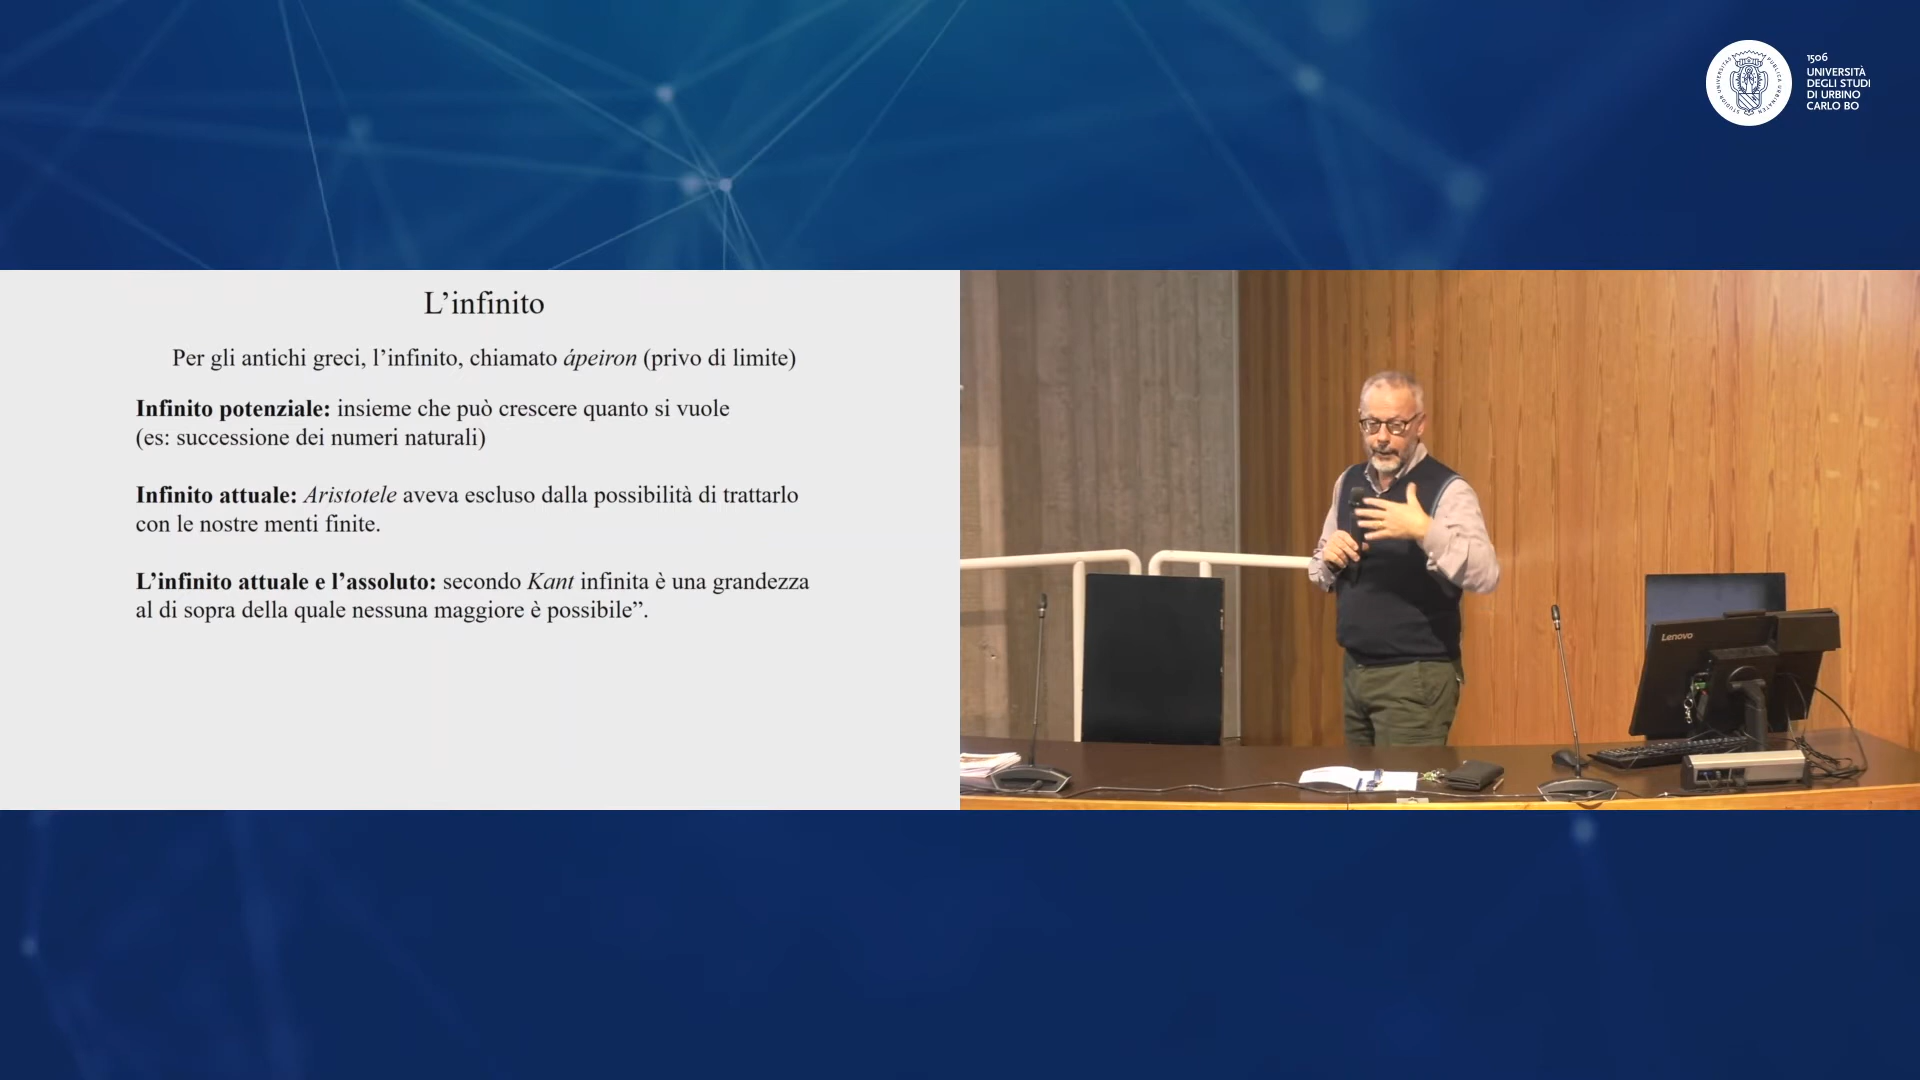 L’infinito
Per gli antichi greci, l’infinito, chiamato ápeiron (privo di limite)
Infinito potenziale: insieme che può crescere quanto si vuole
(es: successione dei numeri naturali)
Infinito attuale: Aristotele aveva escluso dalla possibilità di trattarlo
con le nostre menti finite.
L’infinito attuale e l’assoluto: secondo Kant infinita è una grandezza
al di sopra della quale nessuna maggiore è possibile”.
1506
UNIVERSITÀ
DEGLI STUDI
DI URBINO
CARLO BO
Lenovo